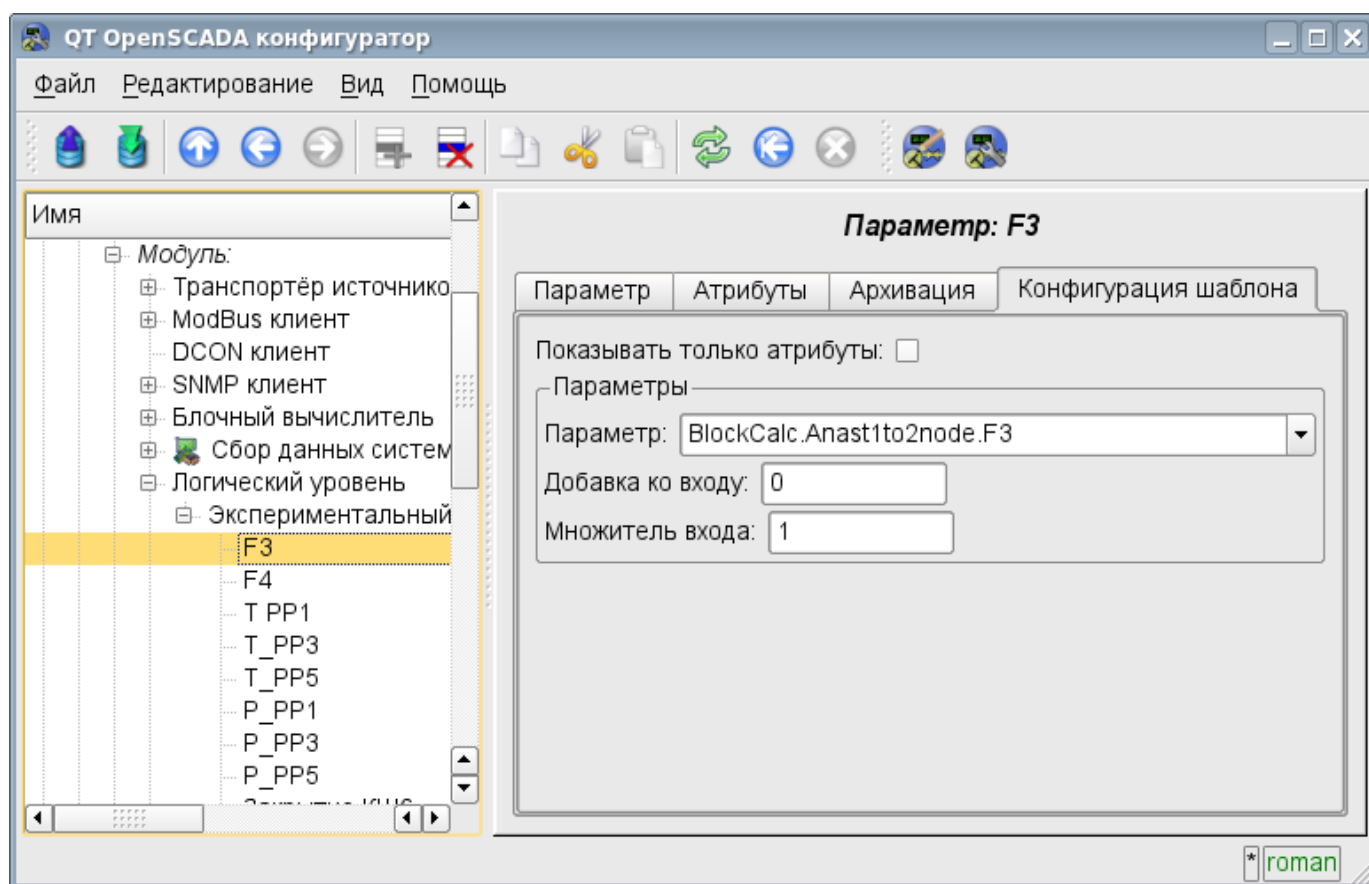 QT OpenSCADA конфигуратор
Файл Редактирование Вид Помощь
Имя
Модуль:
Транспортёр источнико
ModBus клиент
DCON клиент
SNMP клиент
Блочный вычислитель
Сбор данных систем
Логический уровень
Экспериментальный
F3
F4
T PP1
T_PP3
T_PP5
P_PP1
P_PP3
P_PP5
Параметр: F3
Параметр Атрибуты Архивация Конфигурация шаблона
Показывать только атрибуты:
Параметры
Параметр: BlockCalc.Anast1to2node.F3
Добавка ко входу: 0
Множитель входа: 1
* roman